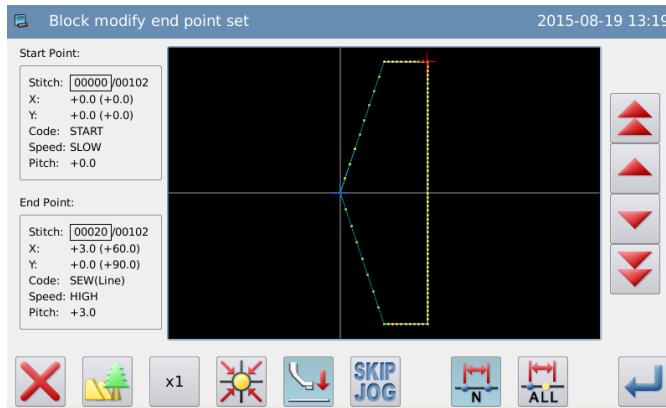 Block modify end point set
2015-08-19 13:19
Start Point:
Stitch: 00000/00102
X: +0.0 (+0.0)
Y: +0.0 (+0.0)
Code: START
Speed: SLOW
Pitch: +0.0
End Point:
Stitch: 00020/00102
X: +3.0 (+60.0)
Y: +0.0 (+90.0)
Code: SEW(Line)
Speed: HIGH
Pitch: +3.0
x1
SKIP
JOG
N
ALL